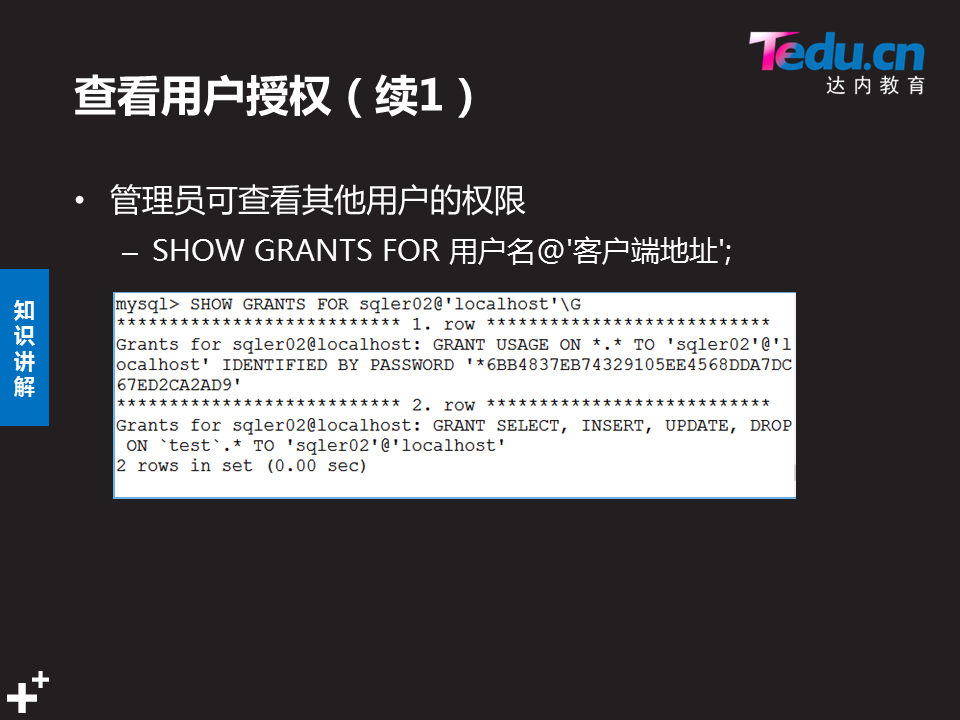 Tedu.cn
达内教育
查看用户授权（续1）
• 管理员可查看其他用户的权限
– SHOW GRANTS FOR 用户名@'客户端地址';
知
识
讲
解
mysql> SHOW GRANTS FOR sqler02@'localhost'\G
*************************** 1. row ***************************
Grants for sqler02@localhost: GRANT USAGE ON *.* TO 'sqler02'@'l
ocalhost' IDENTIFIED BY PASSWORD '*6BB4837EB74329105EE4568DDA7DC
67ED2CA2AD9'
*************************** 2. row ***************************
Grants for sqler02@localhost: GRANT SELECT, INSERT, UPDATE, DROP
 ON `test`.* TO 'sqler02'@'localhost'
2 rows in set (0.00 sec)